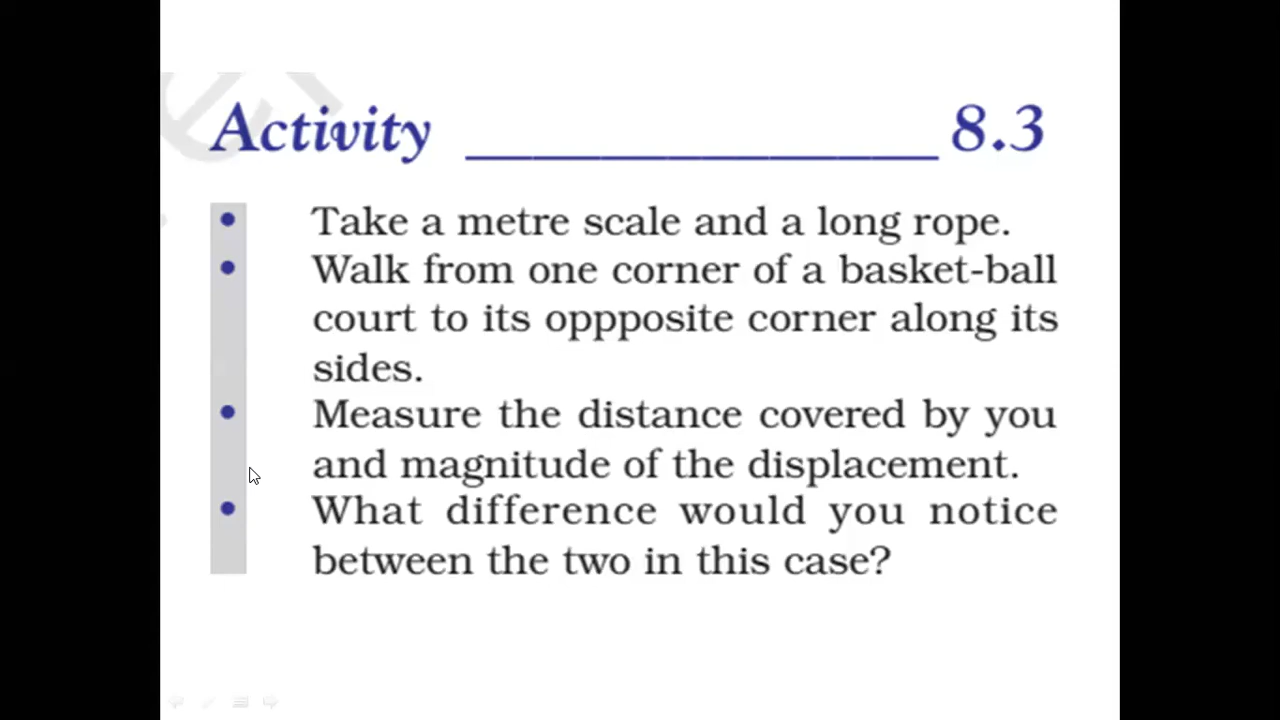 Activity ______________ 8.3
• Take a metre scale and a long rope.
• Walk from one corner of a basket-ball
court to its oppposite corner along its
sides.
• Measure the distance covered by you
and magnitude of the displacement.
• What difference would you notice
between the two in this case?